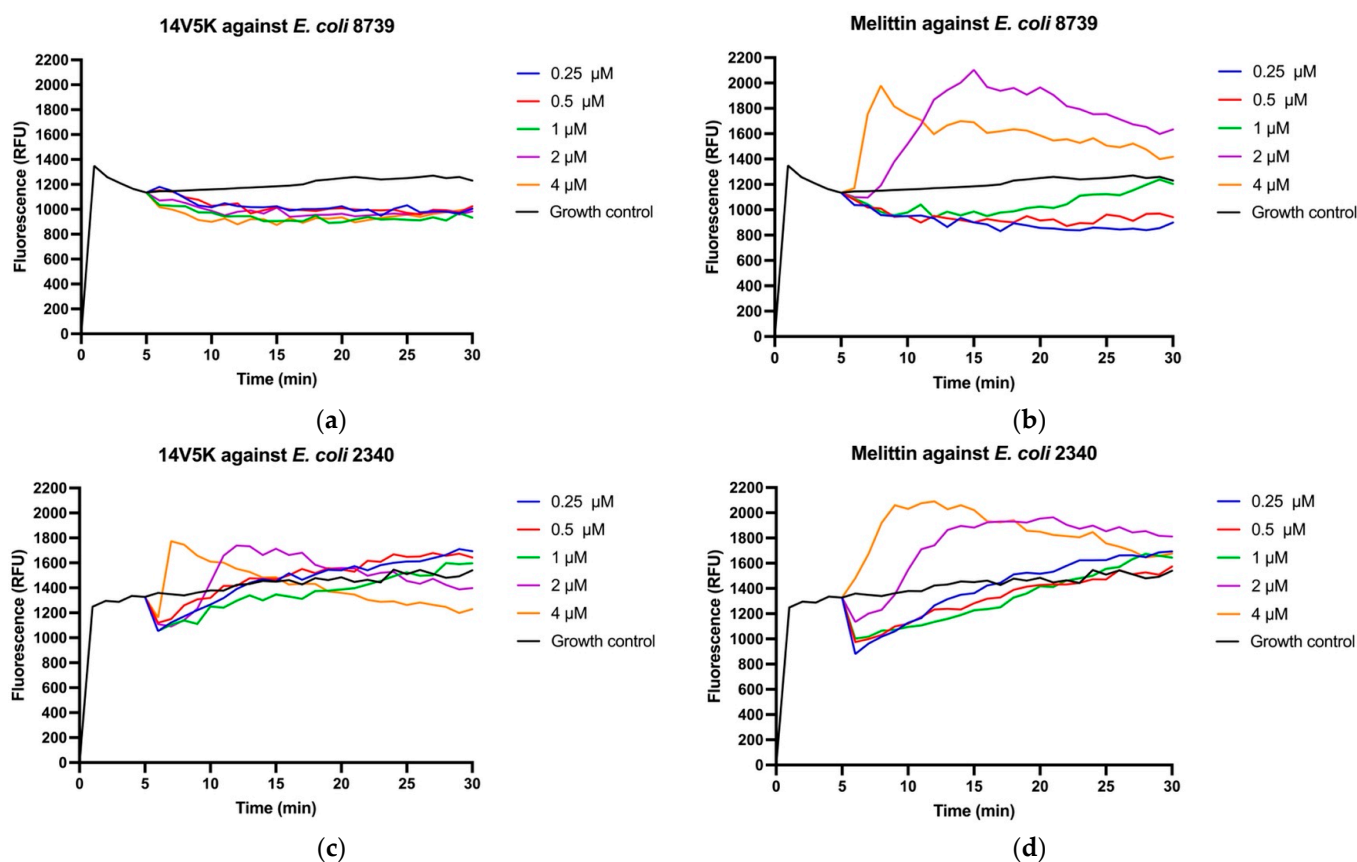 14V5K against E. coli 8739
Fluorescence (RFU)
2200
2000
1800
1600
1400
1200
1000
800
600
400
200
0
0 5 10 15 20 25 30
Time (min)
0.25 µM
0.5 µM
1 µM
2 µM
4 µM
Growth control
(a)
Melittin against E. coli 8739
Fluorescence (RFU)
2200
2000
1800
1600
1400
1200
1000
800
600
400
200
0
0 5 10 15 20 25 30
Time (min)
0.25 µM
0.5 µM
1 µM
2 µM
4 µM
Growth control
(b)
14V5K against E. coli 2340
Fluorescence (RFU)
2200
2000
1800
1600
1400
1200
1000
800
600
400
200
0
0 5 10 15 20 25 30
Time (min)
0.25 µM
0.5 µM
1 µM
2 µM
4 µM
Growth control
(c)
Melittin against E. coli 2340
Fluorescence (RFU)
2200
2000
1800
1600
1400
1200
1000
800
600
400
200
0
0 5 10 15 20 25 30
Time (min)
0.25 µM
0.5 µM
1 µM
2 µM
4 µM
Growth control
(d)